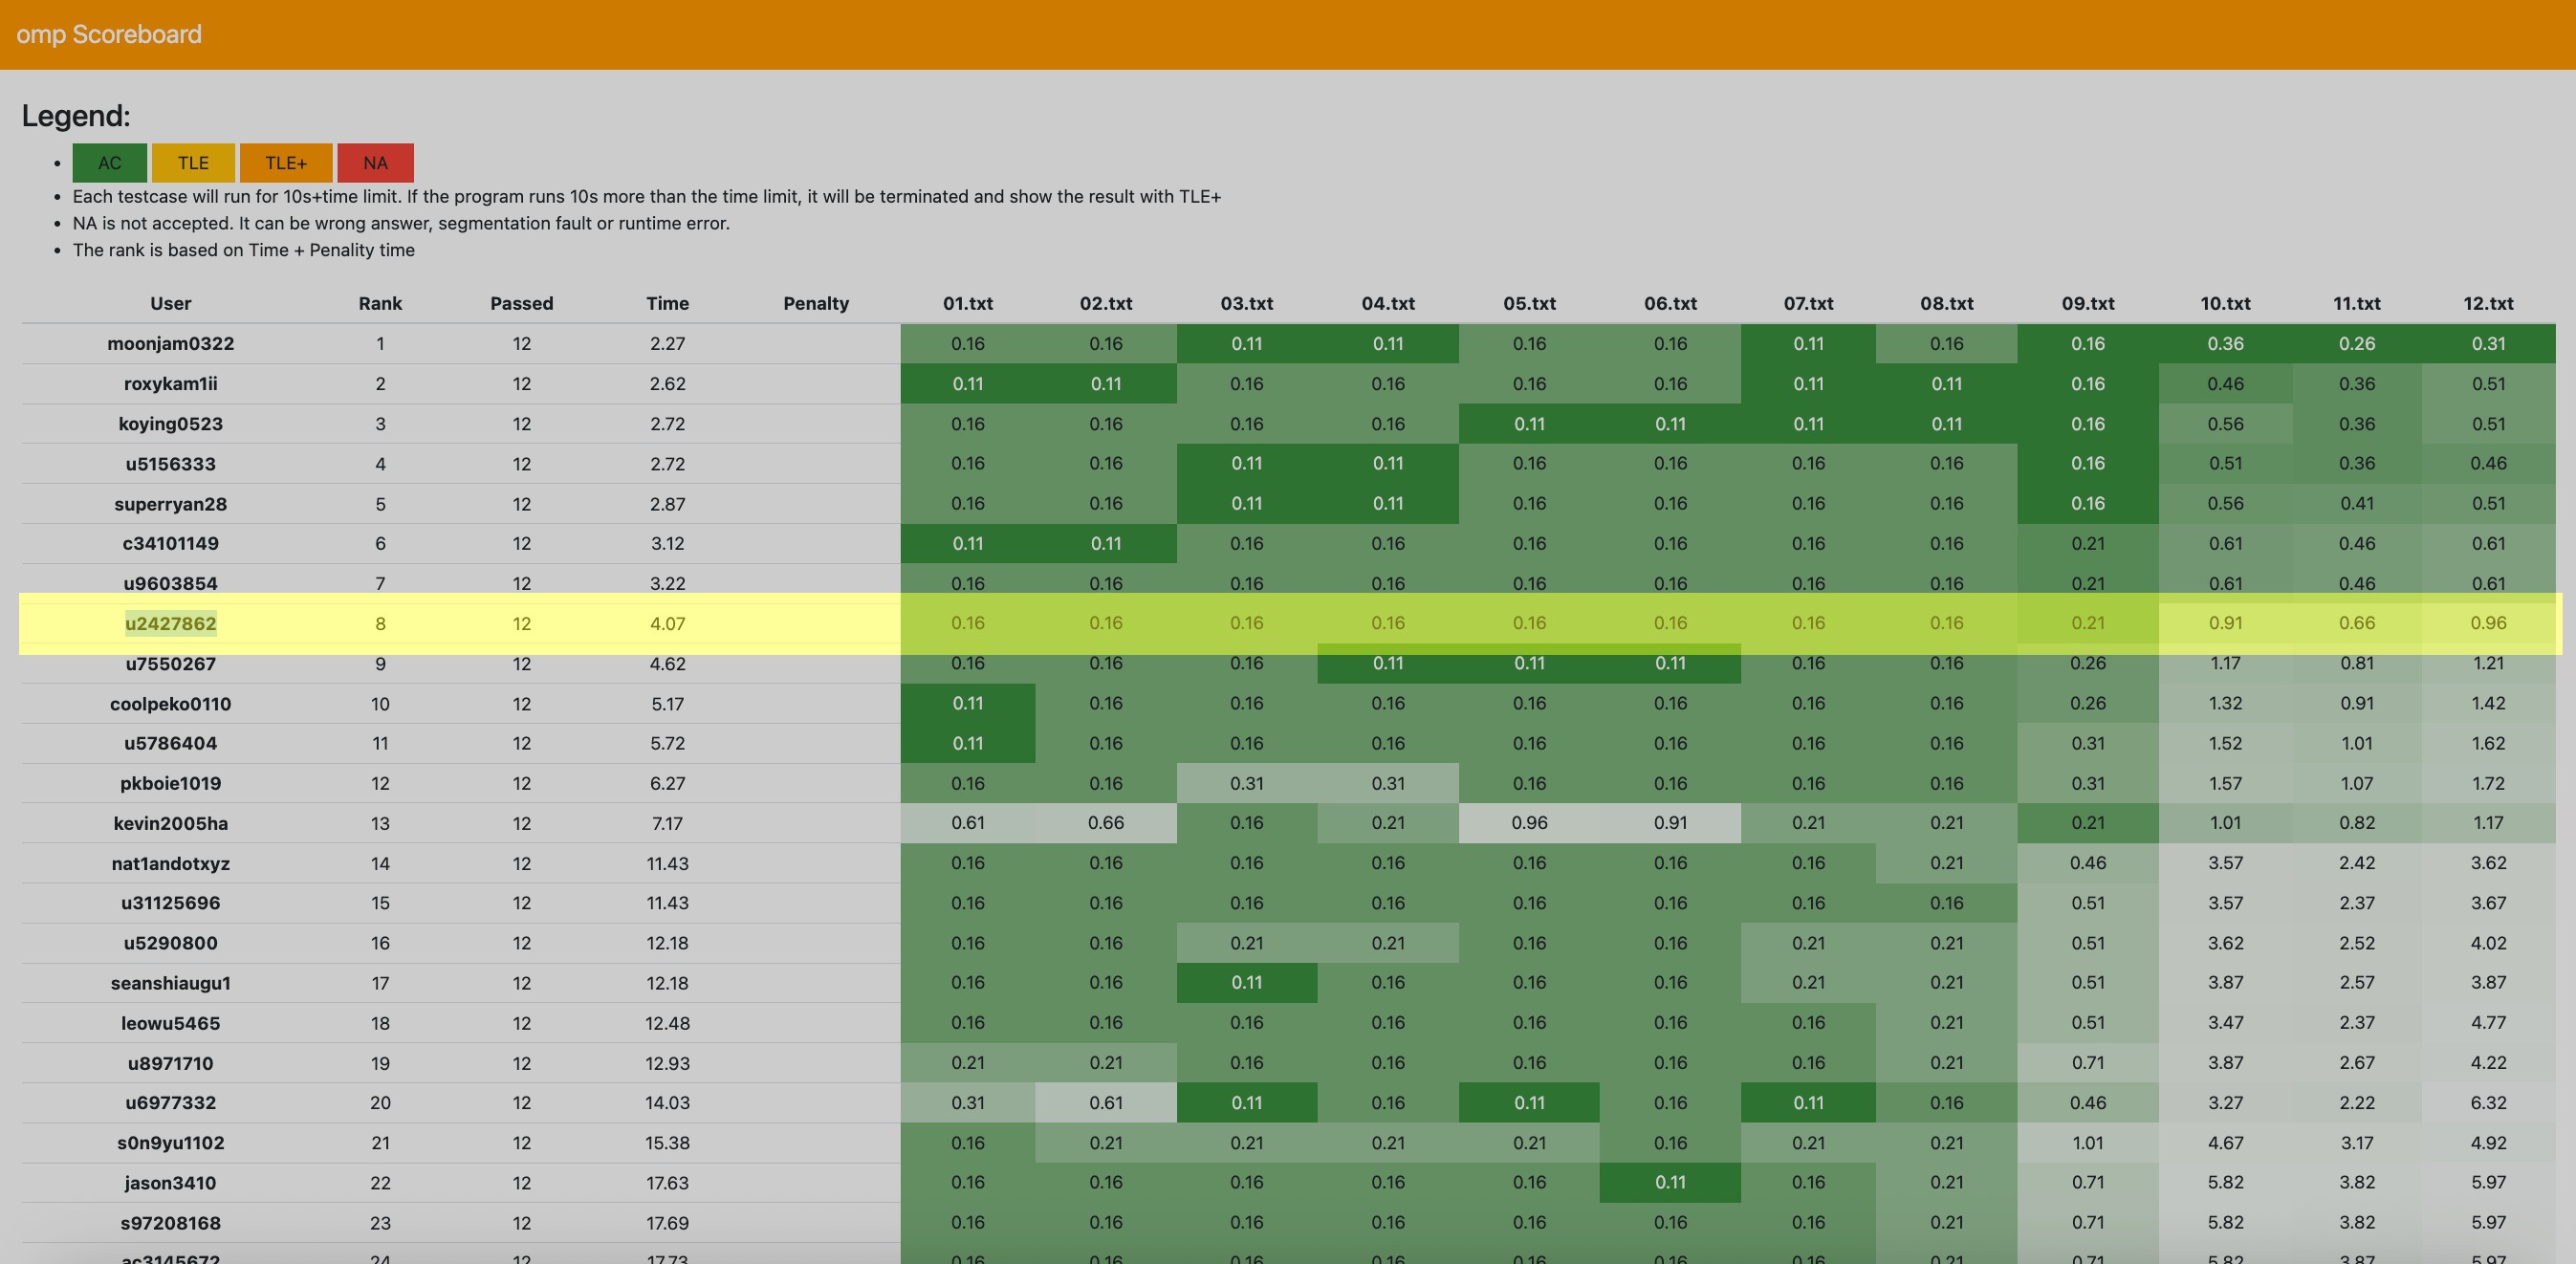 omp Scoreboard
Legend:
AC TLE TLE+ NA
Each testcase will run for 10s+time limit. If the program runs 10s more than the time limit, it will be terminated and show the result with TLE+
NA is not accepted. It can be wrong answer, segmentation fault or runtime error.
The rank is based on Time + Penality time
User Rank Passed Time Penalty 01.txt 02.txt 03.txt 04.txt 05.txt 06.txt 07.txt 08.txt 09.txt 10.txt 11.txt 12.txt
moonjam0322 1 12 2.27 0.16 0.16 0.11 0.11 0.16 0.16 0.11 0.16 0.16 0.36 0.26 0.31
roxykam1ii 2 12 2.62 0.11 0.11 0.16 0.16 0.16 0.16 0.11 0.11 0.16 0.46 0.36 0.51
koying0523 3 12 2.72 0.16 0.16 0.16 0.16 0.11 0.11 0.11 0.11 0.16 0.56 0.36 0.51
u5156333 4 12 2.72 0.16 0.16 0.11 0.11 0.16 0.16 0.16 0.16 0.16 0.51 0.36 0.46
superryan28 5 12 2.87 0.16 0.16 0.11 0.11 0.16 0.16 0.16 0.16 0.16 0.56 0.41 0.51
c34101149 6 12 3.12 0.11 0.11 0.16 0.16 0.16 0.16 0.16 0.16 0.21 0.61 0.46 0.61
u9603854 7 12 3.22 0.16 0.16 0.16 0.16 0.16 0.16 0.16 0.16 0.21 0.61 0.46 0.61
u2427862 8 12 4.07 0.16 0.16 0.16 0.16 0.16 0.16 0.16 0.16 0.21 0.91 0.66 0.96
u7550267 9 12 4.62 0.16 0.16 0.16 0.11 0.11 0.11 0.16 0.16 0.26 1.17 0.81 1.21
coolpeko0110 10 12 5.17 0.11 0.16 0.16 0.16 0.16 0.16 0.16 0.16 0.26 1.32 0.91 1.42
u5786404 11 12 5.72 0.11 0.16 0.16 0.16 0.16 0.16 0.16 0.16 0.31 1.52 1.01 1.62
pkboie1019 12 12 6.27 0.16 0.16 0.31 0.31 0.16 0.16 0.16 0.16 0.31 1.57 1.07 1.72
kevin2005ha 13 12 7.17 0.61 0.66 0.16 0.21 0.96 0.91 0.21 0.21 0.21 1.01 0.82 1.17
nat1andotxyz 14 12 11.43 0.16 0.16 0.16 0.16 0.16 0.16 0.16 0.21 0.46 3.57 2.42 3.62
u31125696 15 12 11.43 0.16 0.16 0.16 0.16 0.16 0.16 0.16 0.16 0.51 3.57 2.37 3.67
u5290800 16 12 12.18 0.16 0.16 0.21 0.21 0.16 0.16 0.21 0.21 0.51 3.62 2.52 4.02
seanshiaugu1 17 12 12.18 0.16 0.16 0.11 0.16 0.16 0.16 0.21 0.21 0.51 3.87 2.57 3.87
leowu5465 18 12 12.48 0.16 0.16 0.16 0.16 0.16 0.16 0.16 0.21 0.51 3.47 2.37 4.77
u8971710 19 12 12.93 0.21 0.21 0.16 0.16 0.16 0.16 0.16 0.21 0.71 3.87 2.67 4.22
u6977332 20 12 14.03 0.31 0.61 0.11 0.16 0.11 0.16 0.11 0.16 0.46 3.27 2.22 6.32
s0n9yu1102 21 12 15.38 0.16 0.21 0.21 0.21 0.21 0.16 0.21 0.21 1.01 4.67 3.17 4.92
jason3410 22 12 17.63 0.16 0.16 0.16 0.16 0.16 0.11 0.16 0.21 0.71 5.82 3.82 5.97
s97208168 23 12 17.69 0.16 0.16 0.16 0.16 0.16 0.16 0.16 0.21 0.71 5.82 3.82 5.97
ac3145672 24 12 17.73 0.16 0.16 0.16 0.16 0.16 0.16 0.16 0.21 0.71 5.82 3.87 5.97